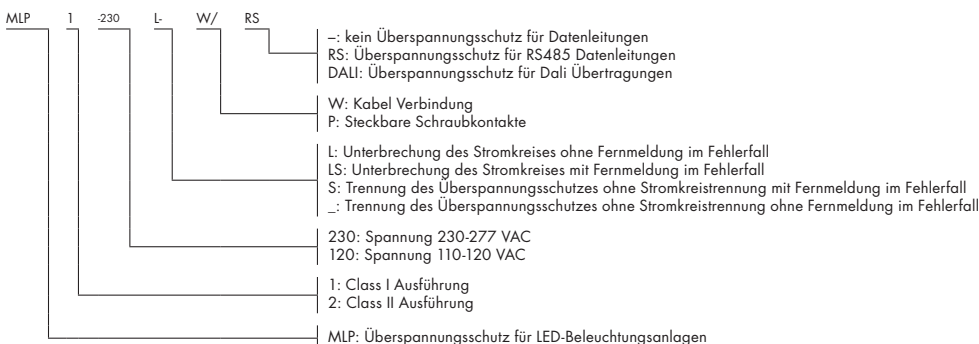 MLP 1 -230 L- W/ RS
–: kein Überspannungsschutz für Datenleitungen
RS: Überspannungsschutz für RS485 Datenleitungen
DALI: Überspannungsschutz für Dali Übertragungen
W: Kabel Verbindung
P: Steckbare Schraubkontakte
L: Unterbrechung des Stromkreises ohne Fernmeldung im Fehlerfall
LS: Unterbrechung des Stromkreises mit Fernmeldung im Fehlerfall
S: Trennung des Überspannungsschutzes ohne Stromkreistrennung mit Fernmeldung im Fehlerfall
_: Trennung des Überspannungsschutzes ohne Stromkreistrennung ohne Fernmeldung im Fehlerfall
230: Spannung 230-277 VAC
120: Spannung 110-120 VAC
1: Class I Ausführung
2: Class II Ausführung
MLP: Überspannungsschutz für LED-Beleuchtungsanlagen